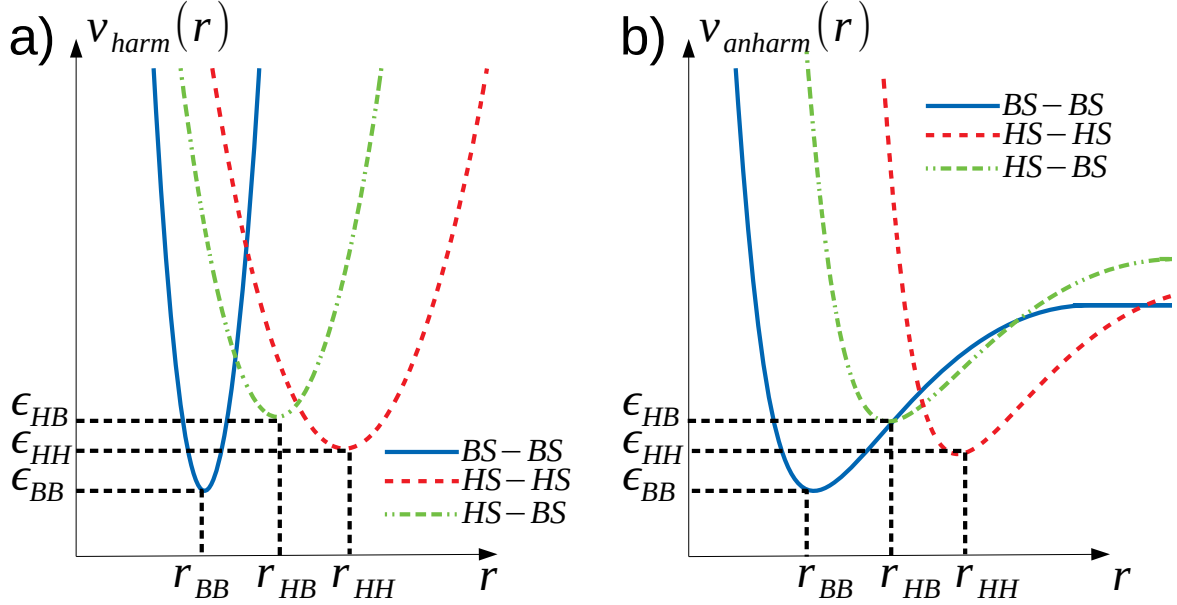 a) v_harm(r)
ϵ_HB
ϵ_HH
ϵ_BB
BS–BS
HS–HS
HS–BS
r_BB r_HB r_HH r
b) v_anharm(r)
BS–BS
HS–HS
HS–BS
ϵ_HB
ϵ_HH
ϵ_BB
r_BB r_HB r_HH r